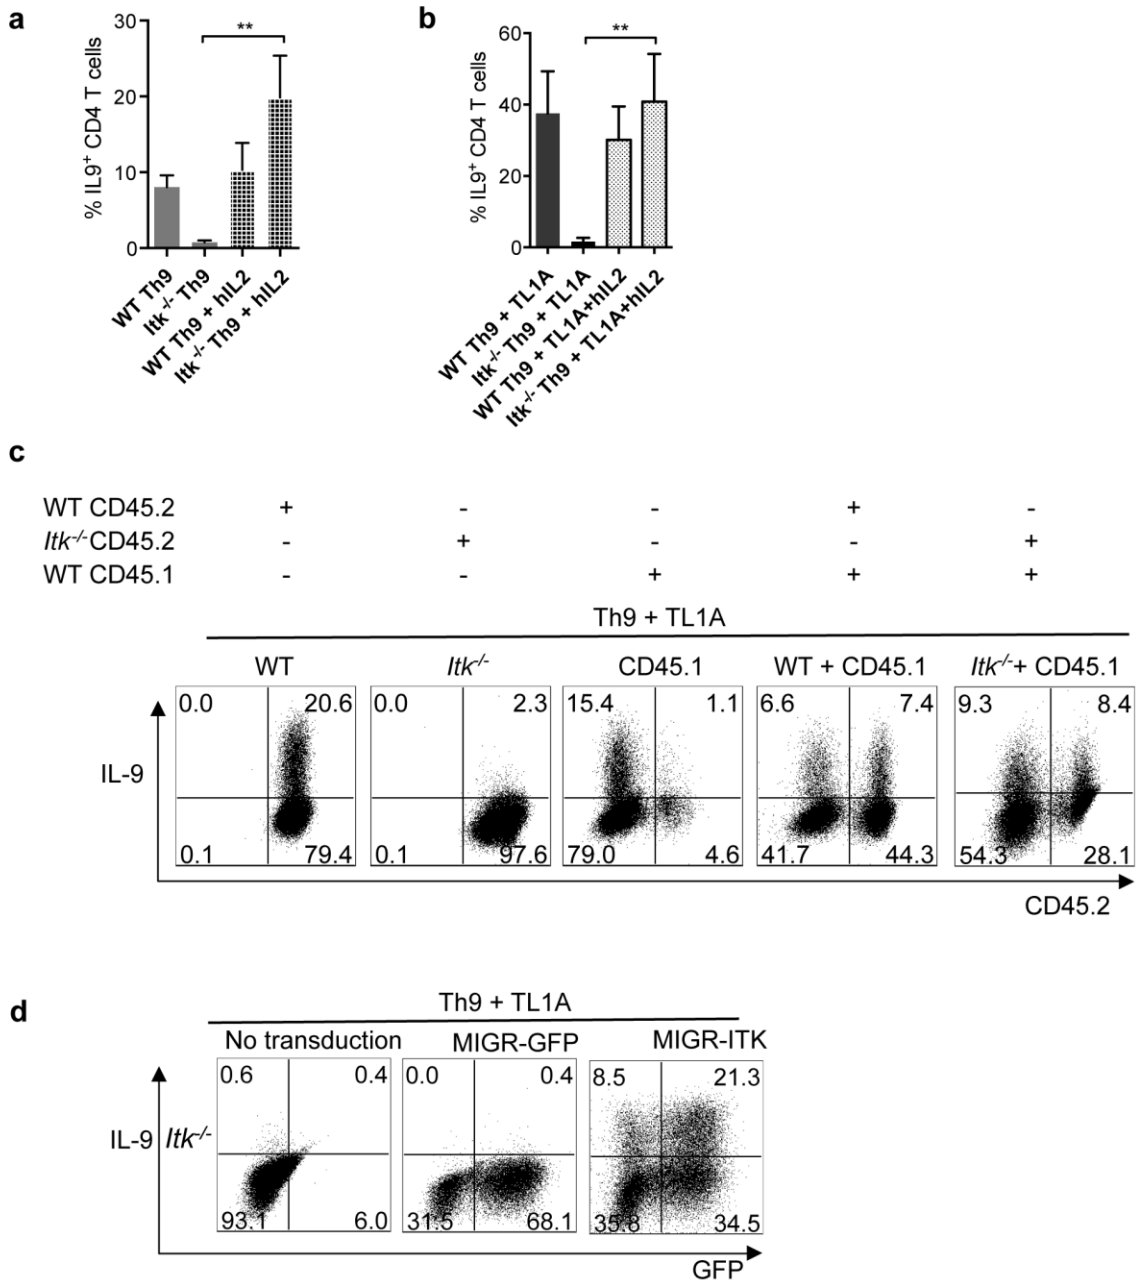 a
b
30
20
10
0
% IL9⁺ CD4 T cells
**
WT Th9
Itk⁻/⁻ Th9
WT Th9 + hIL2
Itk⁻/⁻ Th9 + hIL2
60
40
20
0
% IL9⁺ CD4 T cells
**
WT Th9 + TL1A
Itk⁻/⁻ Th9 + TL1A
WT Th9 + TL1A+hIL2
Itk⁻/⁻ Th9 + TL1A+hIL2
c
WT CD45.2 + - - + -
Itk⁻/⁻CD45.2 - + - - +
WT CD45.1 - - + + +
Th9 + TL1A
WT Itk⁻/⁻ CD45.1 WT + CD45.1 Itk⁻/⁻+ CD45.1
0.0 20.6 0.0 2.3 15.4 1.1 6.6 7.4 9.3 8.4
IL-9
0.1 79.4 0.1 97.6 79.0 4.6 41.7 44.3 54.3 28.1
CD45.2
d
Th9 + TL1A
No transduction MIGR-GFP MIGR-ITK
0.6 0.4 0.0 0.4 8.5 21.3
IL-9 Itk⁻/⁻
93.1 6.0 31.5 68.1 35.8 34.5
GFP